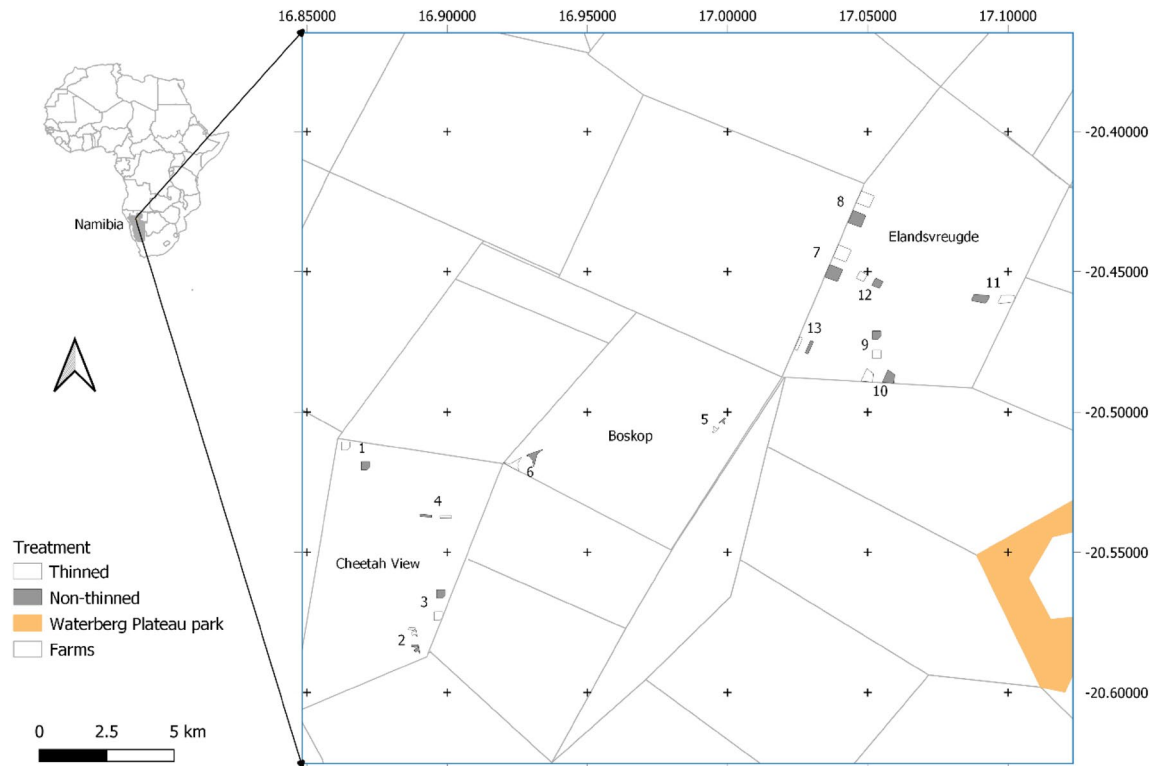 16.85000 16.90000 16.95000 17.00000 17.05000 17.10000
-20.40000
Namibia
8
Elandsvreugde
7
-20.45000
12
11
13
9
10
-20.50000
5
Boskop
1
6
4
-20.55000
Cheetah View
3
2
-20.60000
Treatment
Thinned
Non-thinned
Waterberg Plateau park
Farms
0 2.5 5 km